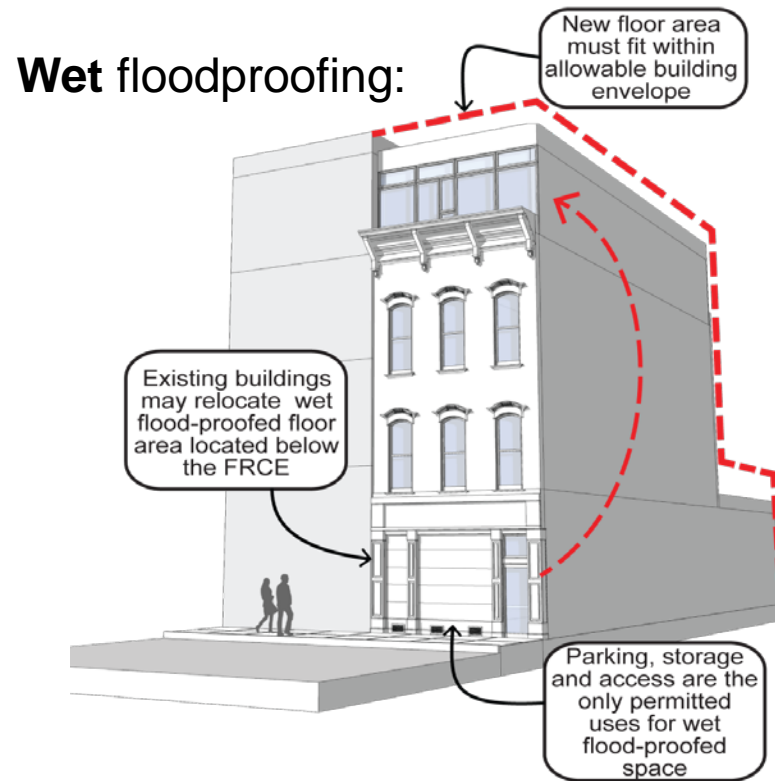 Wet floodproofing:
New floor area
must fit within
allowable building
envelope
Existing buildings
may relocate wet
flood-proofed floor
area located below
the FRCE
Parking, storage
and access are the
only permitted
uses for wet
flood-proofed
space